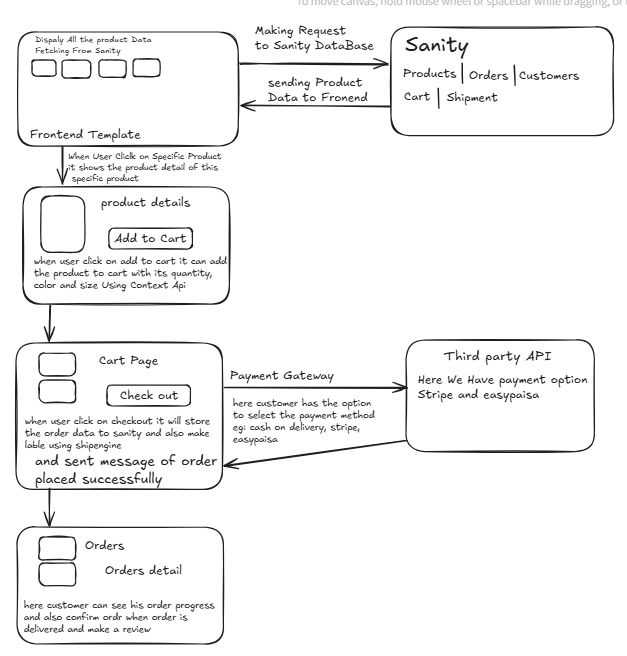 To move canvas, hold mouse wheel or spacebar while dragging, or
Dispaly All the product Data
Fetching From Sanity
Frontend Template
Making Request
to Sanity DataBase
sending Product
Data to Fronend
Sanity
Products | Orders | Customers
Cart | Shipment
When User Cliclk on Specific Product
it shows the product detail of this
specific product
product details
Add to Cart
when user click on add to cart it can add
the product to cart with its quantity,
color and size Using Context Api
Cart Page
Check out
when user click on checkout it will store
the order data to sanity and also make
lable using shipengine
and sent message of order
placed successfully
Payment Gateway
here customer has the option
to select the payment method
eg: cash on delivery, stripe,
easypaisa
Third party API
Here We Have payment option
Stripe and easypaisa
Orders
Orders detail
here customer can see his order progress
and also confirm ordr when order is
delivered and make a review